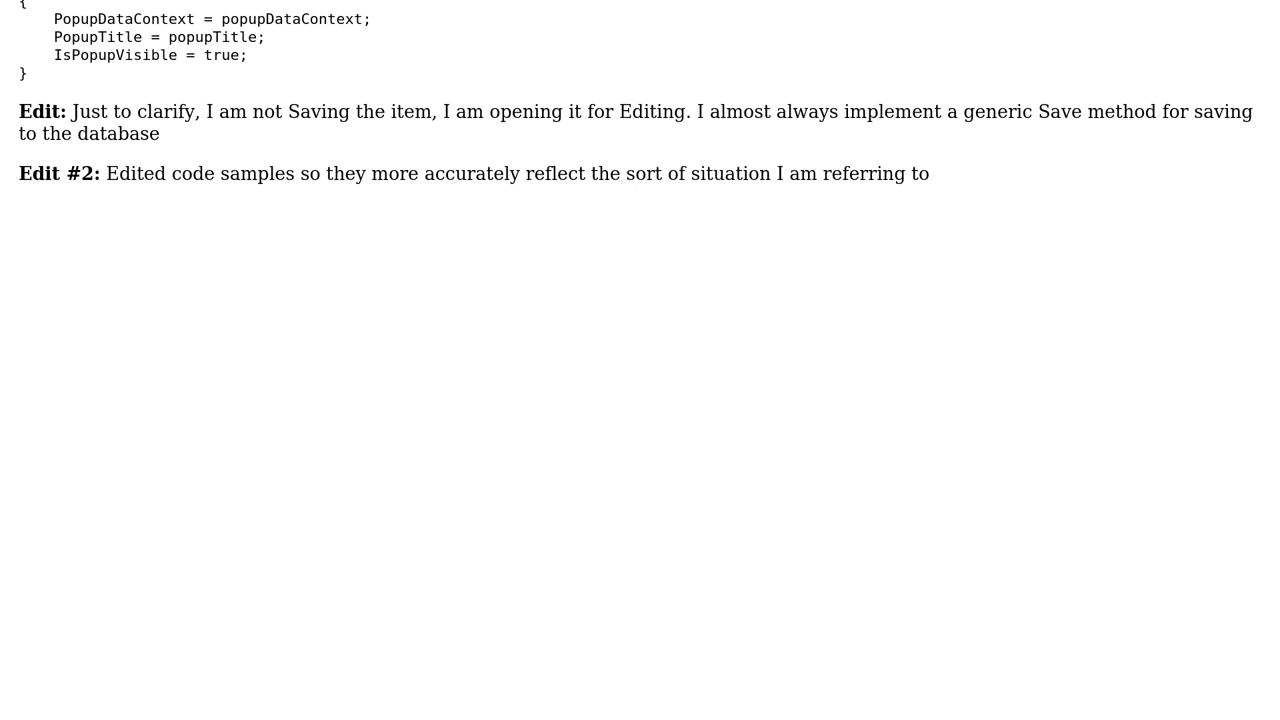 {
    PopupDataContext = popupDataContext;
    PopupTitle = popupTitle;
    IsPopupVisible = true;
}
Edit: Just to clarify, I am not Saving the item, I am opening it for Editing. I almost always implement a generic Save method for saving
to the database
Edit #2: Edited code samples so they more accurately reflect the sort of situation I am referring to